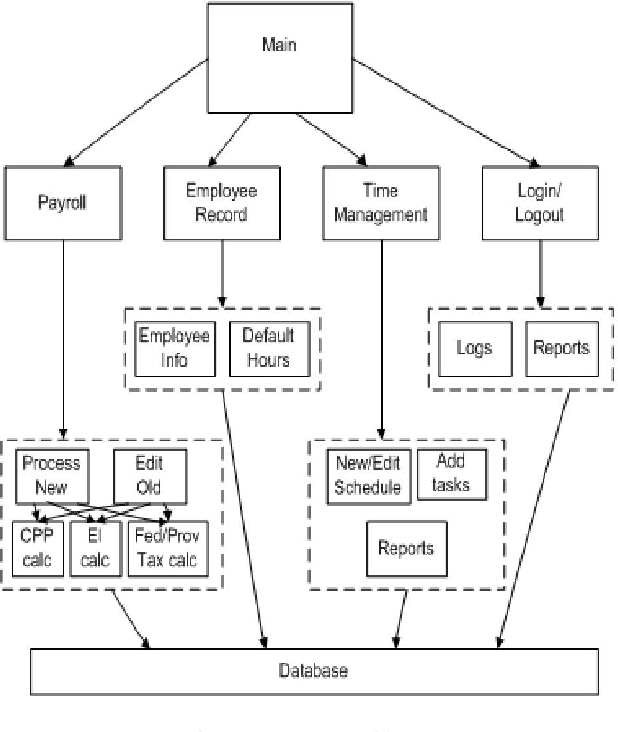 Main
Payroll
Employee
Record
Time
Management
Login/
Logout
Employee
Info
Default
Hours
Logs
Reports
Process
New
Edit
Old
New/Edit
Schedule
Add
tasks
CPP
calc
EI
calc
Fed/Prov
Tax calc
Reports
Database